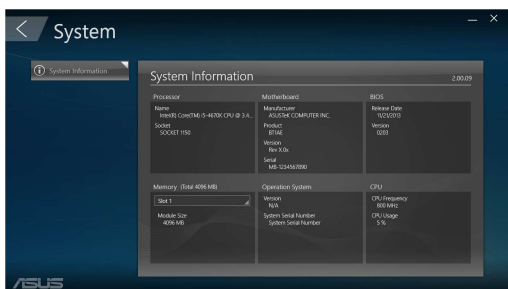 System
System Information
System Information
2.00.09
Processor
Name
Intel(R) Core(TM) i5-4670K CPU @ 3.4...
Socket
SOCKET 1150
Motherboard
Manufacturer
ASUSTeK COMPUTER INC.
Product
BT1AE
Version
Rev X.0x
Serial
MB-1234567890
BIOS
Release Date
11/21/2013
Version
0203
Memory (Total 4096 MB)
Slot 1
Module Size
4096 MB
Operation System
Version
N/A
System Serial Number
System Serial Number
CPU
CPU Frequency
800 MHz
CPU Usage
5 %
ASUS